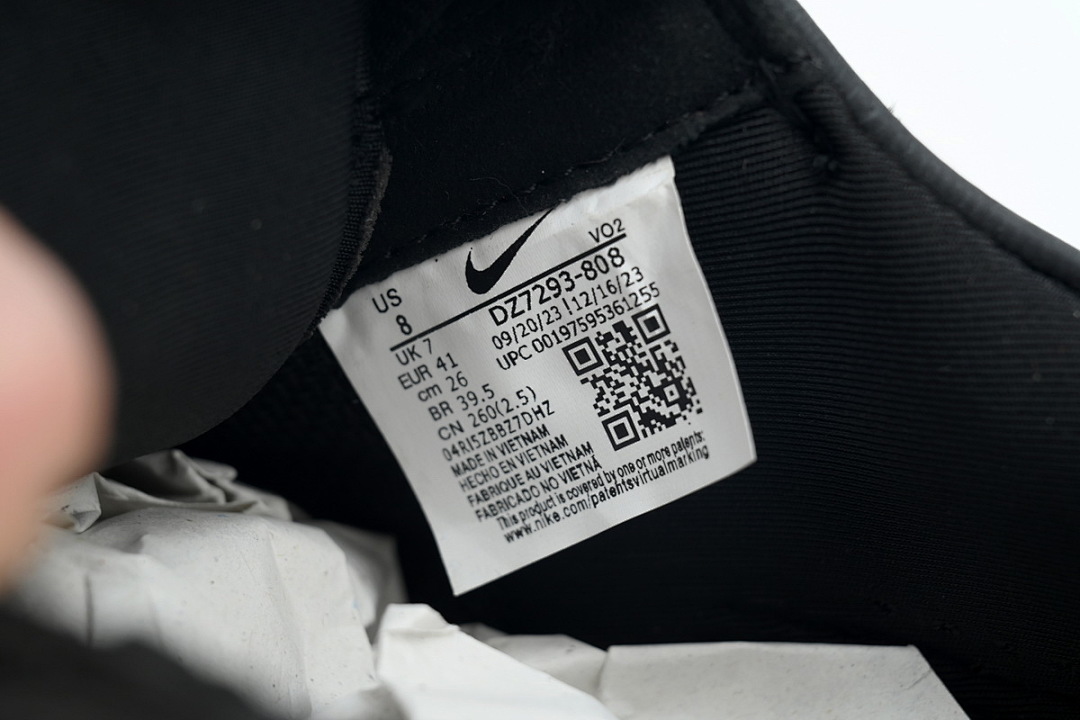 US
8
VO2
DZ7293-808
09/20/23 | 12/16/23
UPC 00197595361255
UK 7
EUR 41
cm 26
BR 39.5
CN 260(2.5)
04RI5ZBBZ7DHZ
MADE IN VIETNAM
HECHO EN VIETNAM
FABRIQUE AU VIETNAM
FABRICADO NO VIETNÃ
This product is covered by one or more patents:
www.nike.com/patentsvirtualmarking